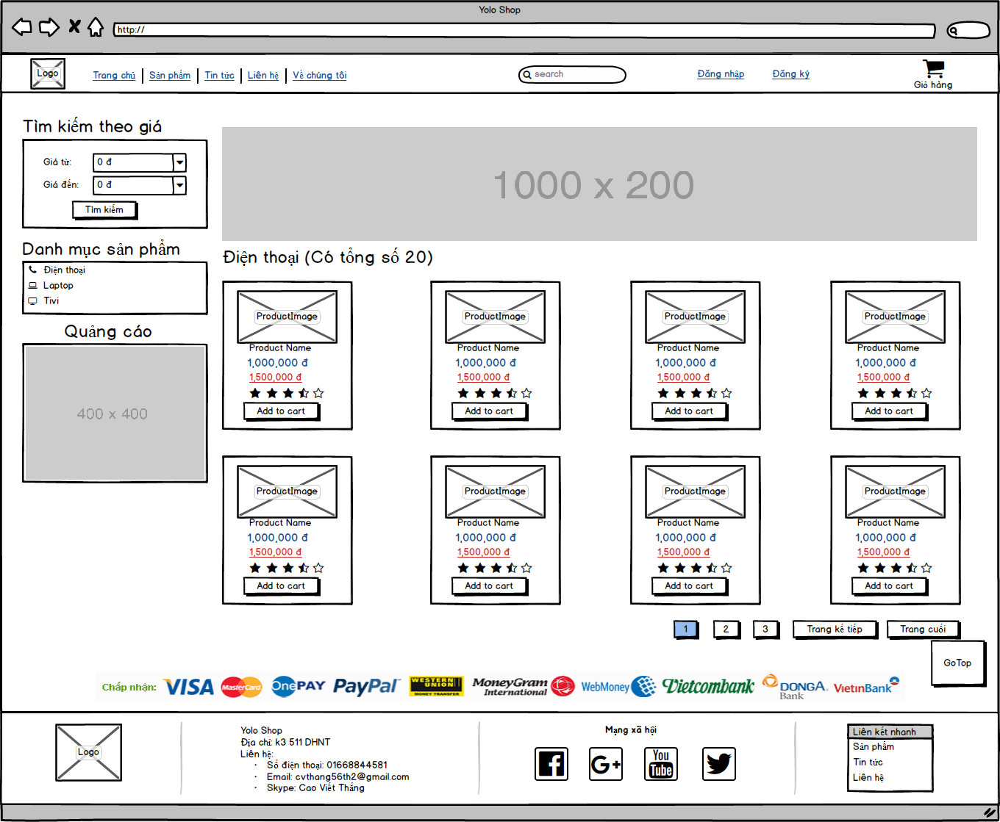 Yolo Shop
http://
Logo
Trang chủ
Sản phẩm
Tin tức
Liên hệ
Về chúng tôi
search
Đăng nhập
Đăng ký
Giỏ hàng
Tìm kiếm theo giá
Giá từ: 0 đ
Giá đến: 0 đ
Tìm kiếm
Danh mục sản phẩm
Điện thoại
Laptop
Tivi
Quảng cáo
400 x 400
1000 x 200
Điện thoại (Có tổng số 20)
ProductImage ProductImage ProductImage ProductImage
Product Name Product Name Product Name Product Name
1,000,000 đ 1,000,000 đ 1,000,000 đ 1,000,000 đ
1,500,000 đ 1,500,000 đ 1,500,000 đ 1,500,000 đ
Add to cart Add to cart Add to cart Add to cart
ProductImage ProductImage ProductImage ProductImage
Product Name Product Name Product Name Product Name
1,000,000 đ 1,000,000 đ 1,000,000 đ 1,000,000 đ
1,500,000 đ 1,500,000 đ 1,500,000 đ 1,500,000 đ
Add to cart Add to cart Add to cart Add to cart
1 2 3 Trang kế tiếp Trang cuối
GoTop
Chấp nhận: VISA MasterCard OnePAY PayPal WESTERN UNION MONEY TRANSFER MoneyGram International WebMoney Vietcombank DONGA Bank VIETINBANK
Logo
Yolo Shop
Địa chỉ: k3 511 DHNT
Liên hệ:
· Số điện thoại: 01668844581
· Email: cvthang56th2@gmail.com
· Skype: Cao Viết Thắng
Mạng xã hội
G+
You
Tube
Liên kết nhanh
Sản phẩm
Tin tức
Liên hệ